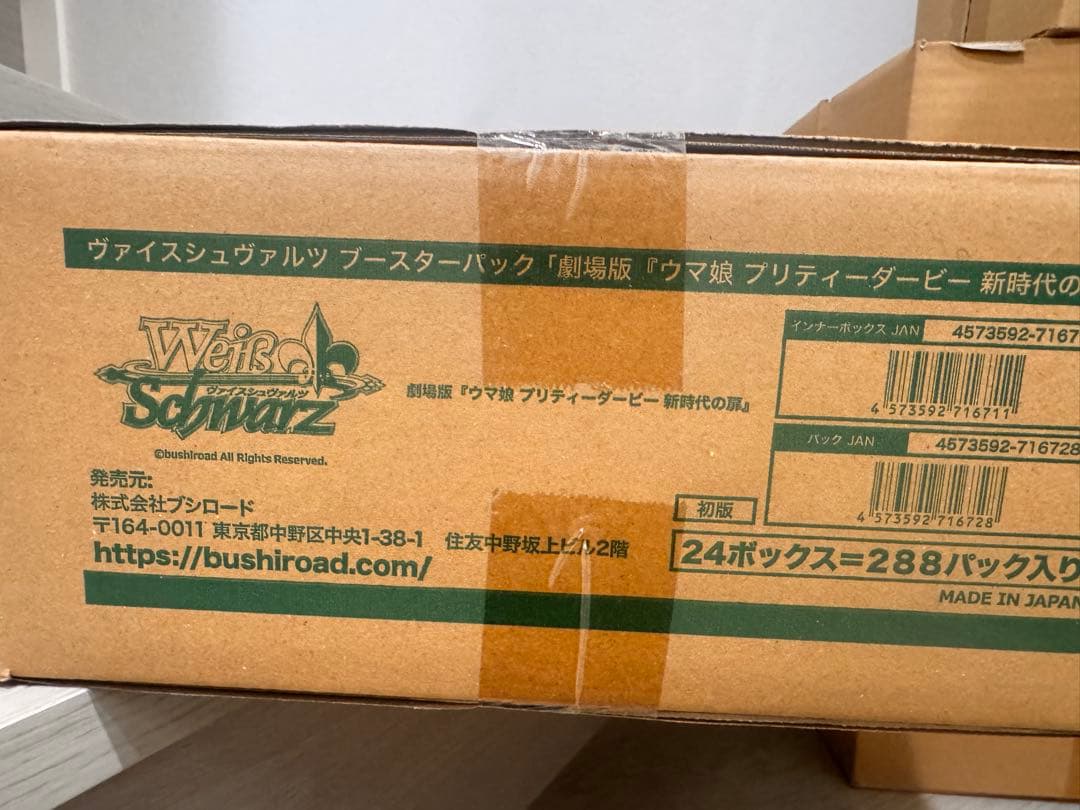 ヴァイスシュヴァルツ ブースターパック「劇場版『ウマ娘 プリティーダービー 新時代の
Weiß
ヴァイスシュヴァルツ
Schwarz
©bushiroad All Rights Reserved.
劇場版『ウマ娘 プリティーダービー 新時代の扉』
インナーボックス JAN 4573592-7167
4 573592 716711
パック JAN 4573592-716728
4 573592 716728
発売元:
株式会社ブシロード
〒164-0011 東京都中野区中央1-38-1 住友中野坂上ビル2階
https://bushiroad.com/
初版
24ボックス=288パック入り
MADE IN JAPAN